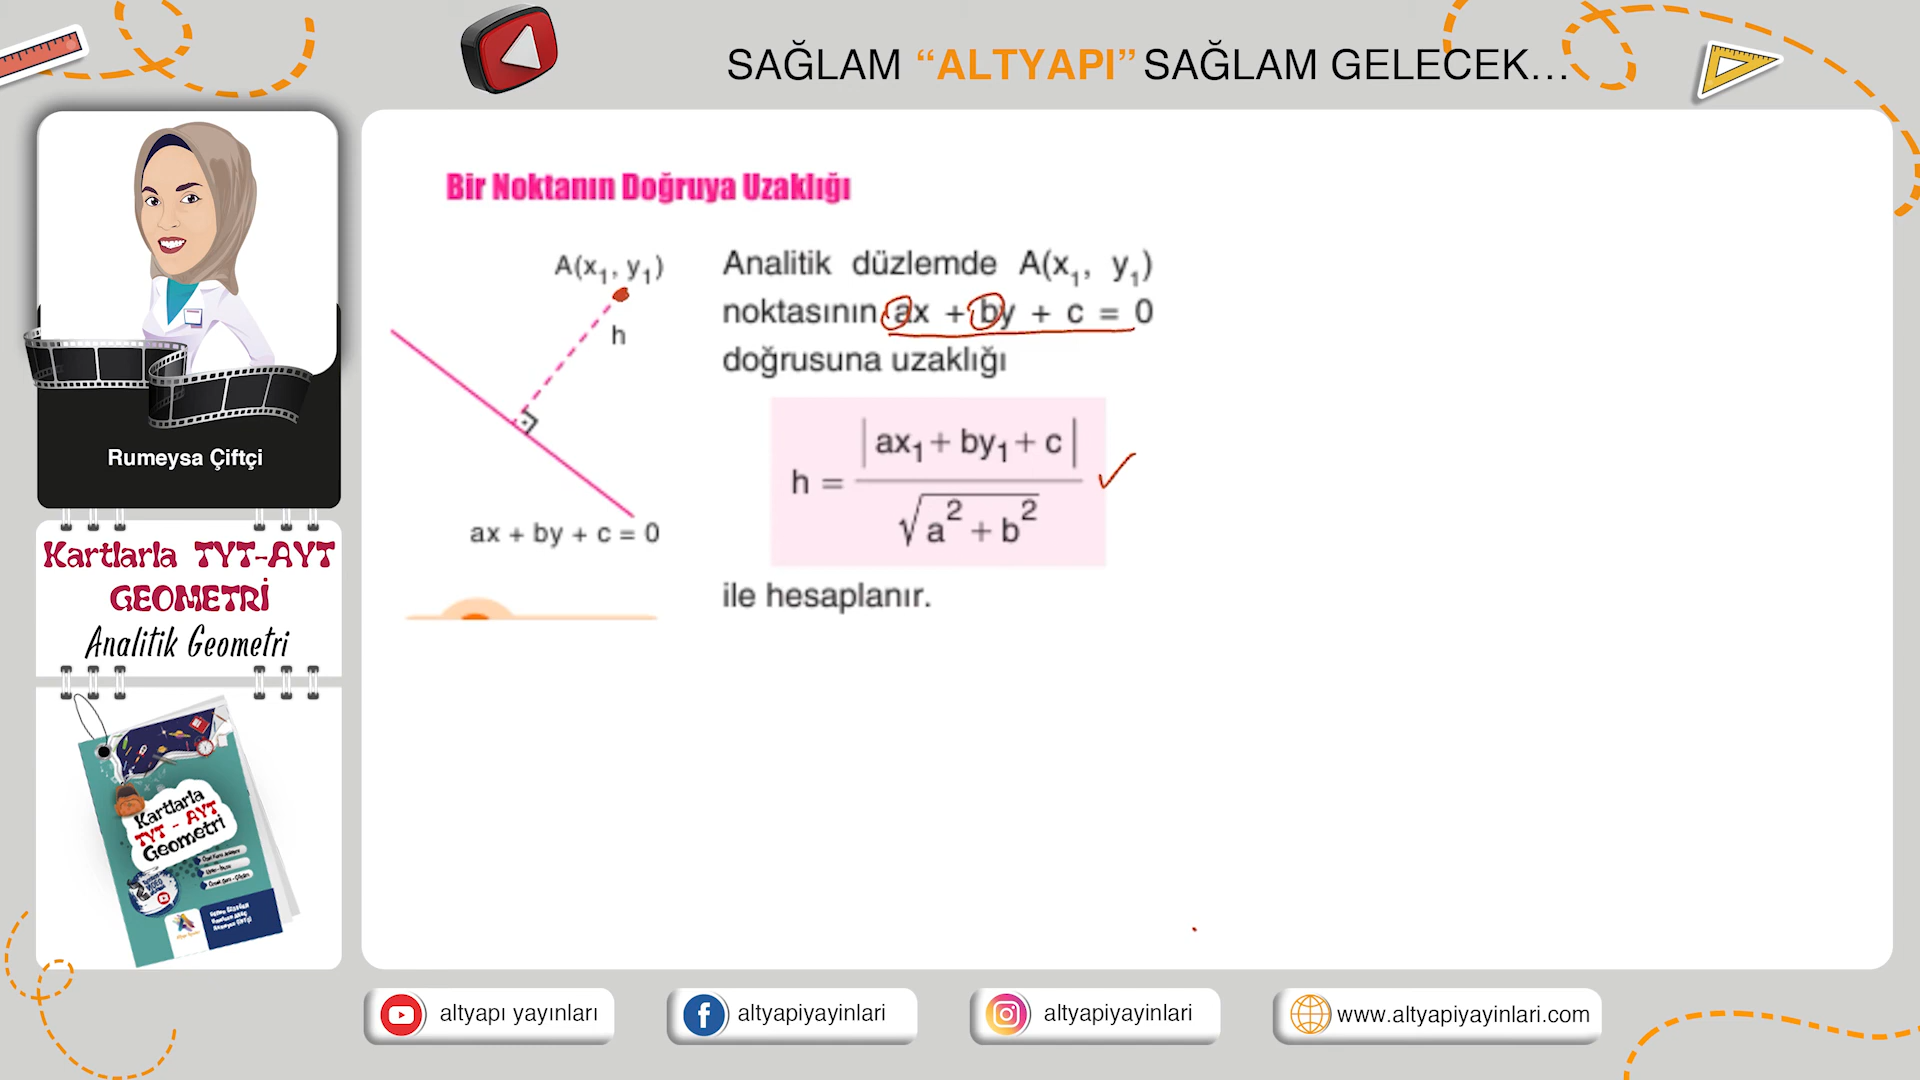 SAĞLAM “ALTYAPI” SAĞLAM GELECEK...
Rumeysa Çiftçi
Kartlarla TYT-AYT
GEOMETRİ
Analitik Geometri
Kartlarla
TYT - AYT
Geometri
Bir Noktanın Doğruya Uzaklığı
A(x₁, y₁)
h
ax + by + c = 0
Analitik düzlemde A(x₁, y₁)
noktasının ax + by + c = 0
doğrusuna uzaklığı
h = |ax₁ + by₁ + c| / √(a² + b²)
ile hesaplanır.
altyapı yayınları
altyapiyayinlari
altyapiyayinlari
www.altyapiyayinlari.com